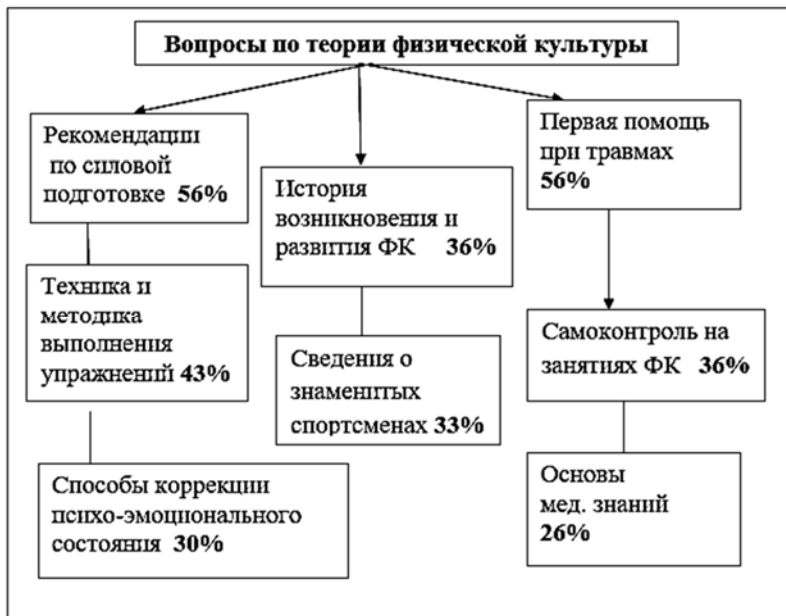 Вопросы по теории физической культуры
Рекомендации
по силовой
подготовке 56%
Техника и
методика
выполнения
упражнений 43%
Способы коррекции
психо-эмоционального
состояния 30%
История
возникновения и
развития ФК 36%
Сведения о
знаменитых
спортсменах 33%
Первая помощь
при травмах
56%
Самоконтроль на
занятиях ФК 36%
Основы
мед. знаний
26%